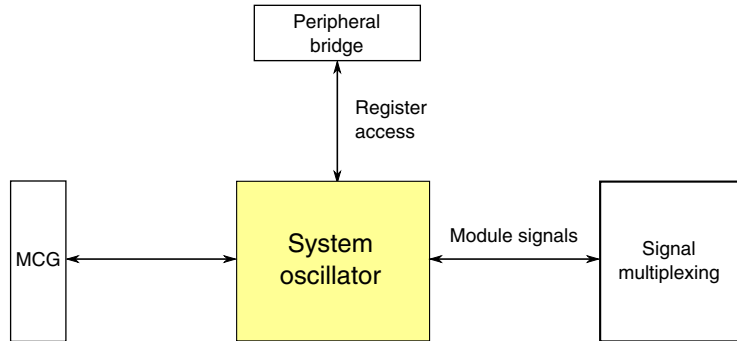 Peripheral
bridge
Register
access
MCG
System
oscillator
Module signals
Signal
multiplexing